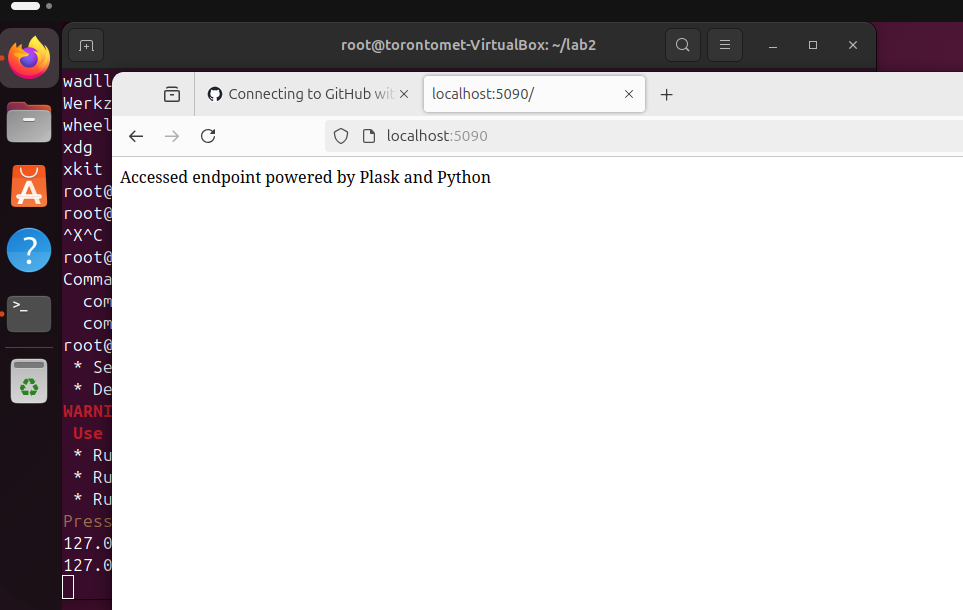 root@torontomet-VirtualBox: ~/lab2
Connecting to GitHub wit
localhost:5090/
localhost:5090
Accessed endpoint powered by Plask and Python
wadll
Werkz
wheel
xdg
xkit
root@
root@
^X^C
root@
Comma
com
com
root@
* Se
* De
WARNI
Use
* Ru
* Ru
* Ru
Press
127.0
127.0